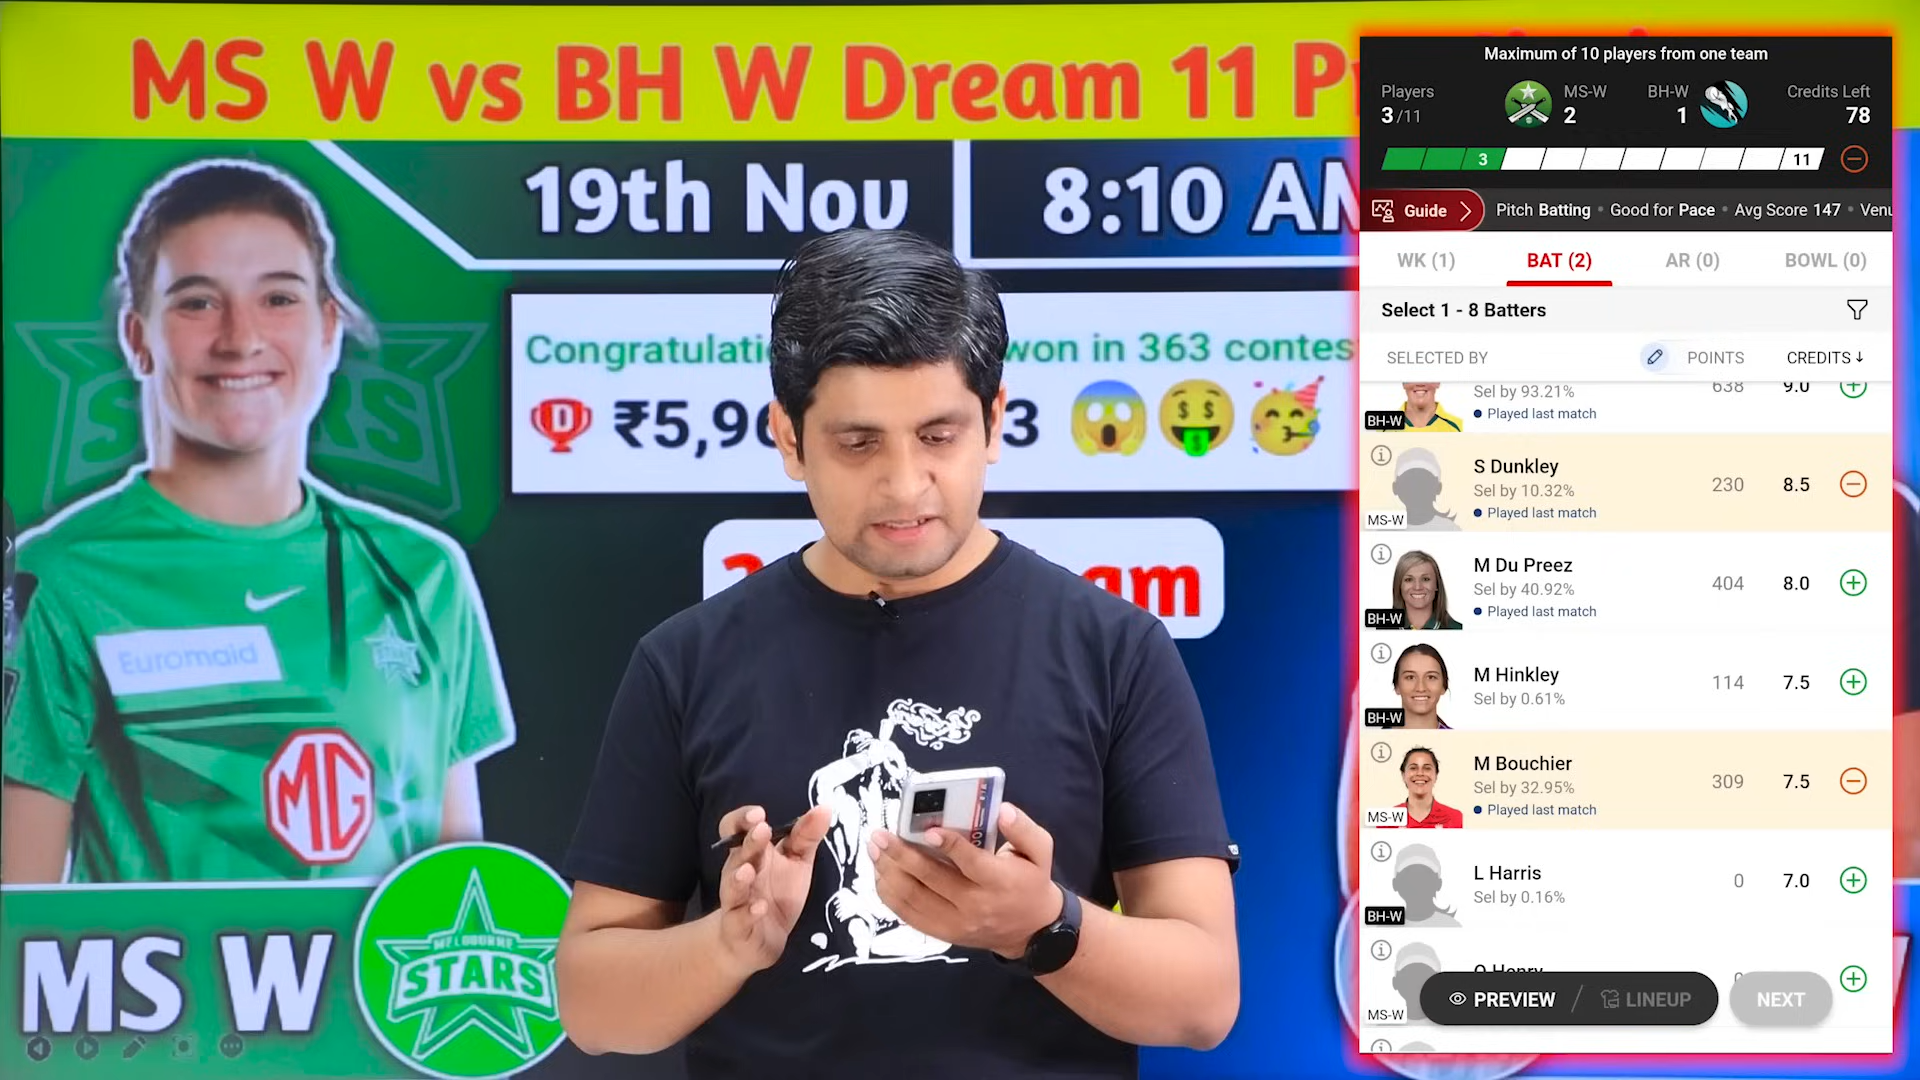 MS W vs BH W Dream 11
19th Nov
8:10 AM
won in 363 contes
₹5,96
3
STARS
Euromaid
MG
MS W
MELBOURNE
STARS
Maximum of 10 players from one team
Players
3/11
MS-W
2
BH-W
1
Credits Left
78
3
11
Guide
Pitch Batting • Good for Pace • Avg Score 147 •
WK (1)
BAT (2)
AR (0)
BOWL (0)
Select 1 - 8 Batters
SELECTED BY
POINTS
CREDITS ↓
Sel by 93.21%
638
9.0
Played last match
BH-W
S Dunkley
Sel by 10.32%
230
8.5
Played last match
MS-W
M Du Preez
Sel by 40.92%
404
8.0
Played last match
BH-W
M Hinkley
Sel by 0.61%
114
7.5
BH-W
M Bouchier
Sel by 32.95%
309
7.5
Played last match
MS-W
L Harris
Sel by 0.16%
0
7.0
BH-W
MS-W
PREVIEW
LINEUP
NEXT